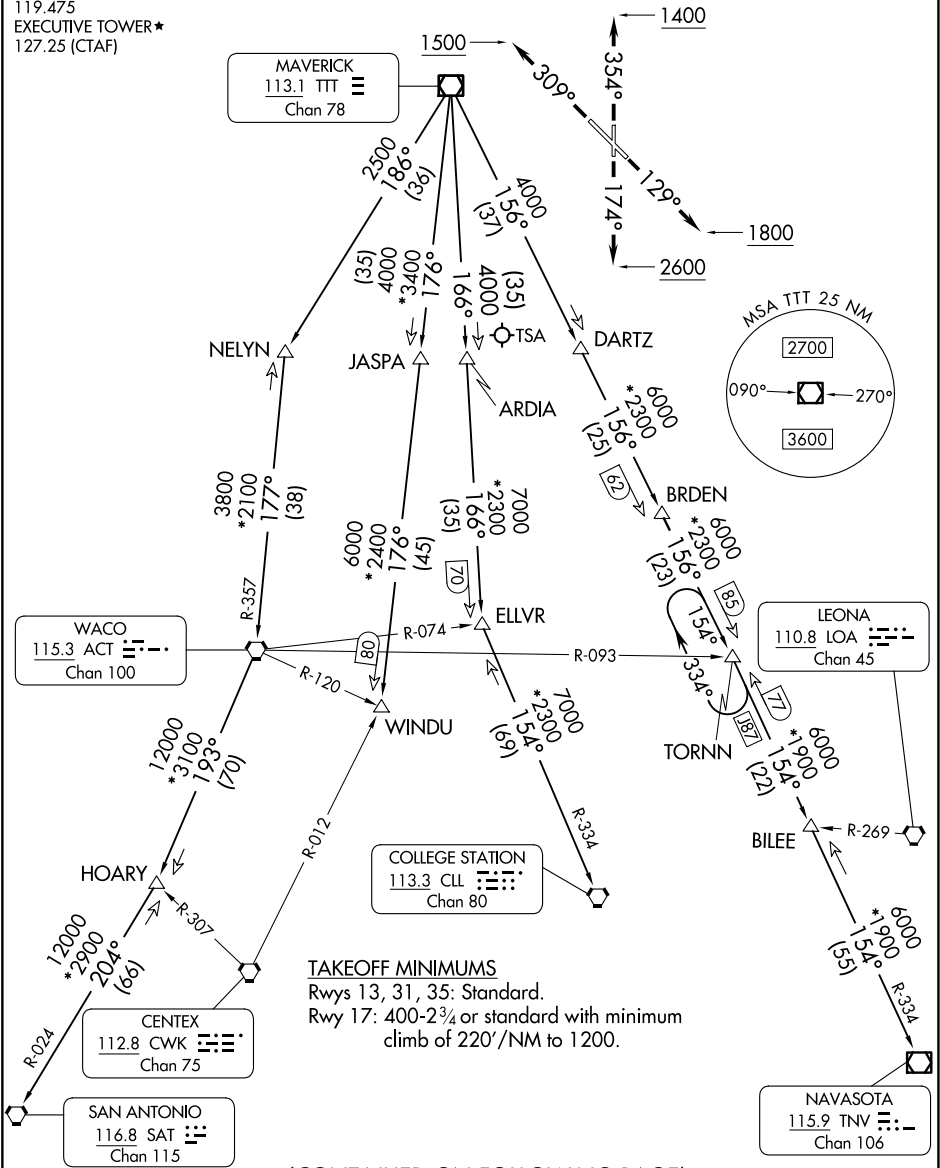 119.475
EXECUTIVE TOWER★
127.25 (CTAF)
1500
1400
309°
354°
129°
174°
1800
2600
MAVERICK
113.1 TTT
Chan 78
2500
186°
(36)
(35)
4000
*3400
176°
(35)
4000
166°
4000
156°
(37)
TSA
NELYN
JASPA
ARDIA
DARTZ
MSA TTT 25 NM
2700
090°
270°
3600
3800
*2100
177°
(38)
R-357
6000
*2400
176°
(45)
7000
*2300
166°
(35)
6000
*2300
156°
(25)
62
BRDEN
6000
*2300
156°
(23)
85
70
ELLVR
80
WINDU
WACO
115.3 ACT
Chan 100
R-074
R-093
R-120
154°
334°
J87
77
TORNN
LEONA
110.8 LOA
Chan 45
12000
*3100
193°
(70)
7000
*2300
154°
(69)
R-334
6000
*1900
154°
(22)
BILEE
R-269
HOARY
R-307
R-012
COLLEGE STATION
113.3 CLL
Chan 80
12000
*2900
204°
(66)
R-024
6000
*1900
154°
(55)
R-334
TAKEOFF MINIMUMS
Rwys 13, 31, 35: Standard.
Rwy 17: 400-2¾ or standard with minimum
climb of 220'/NM to 1200.
CENTEX
112.8 CWK
Chan 75
SAN ANTONIO
116.8 SAT
Chan 115
NAVASOTA
115.9 TNV
Chan 106